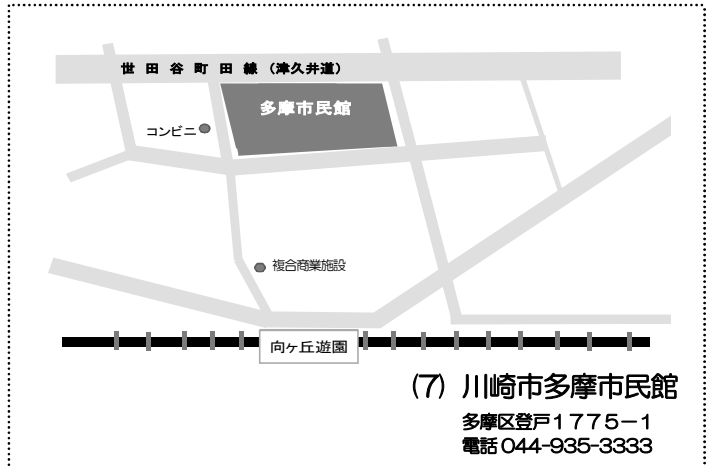 世田谷町田線(津久井道)
多摩市民館
コンビニ
複合商業施設
向ヶ丘遊園
(7) 川崎市多摩市民館
多摩区登戸1775-1
電話 044-935-3333